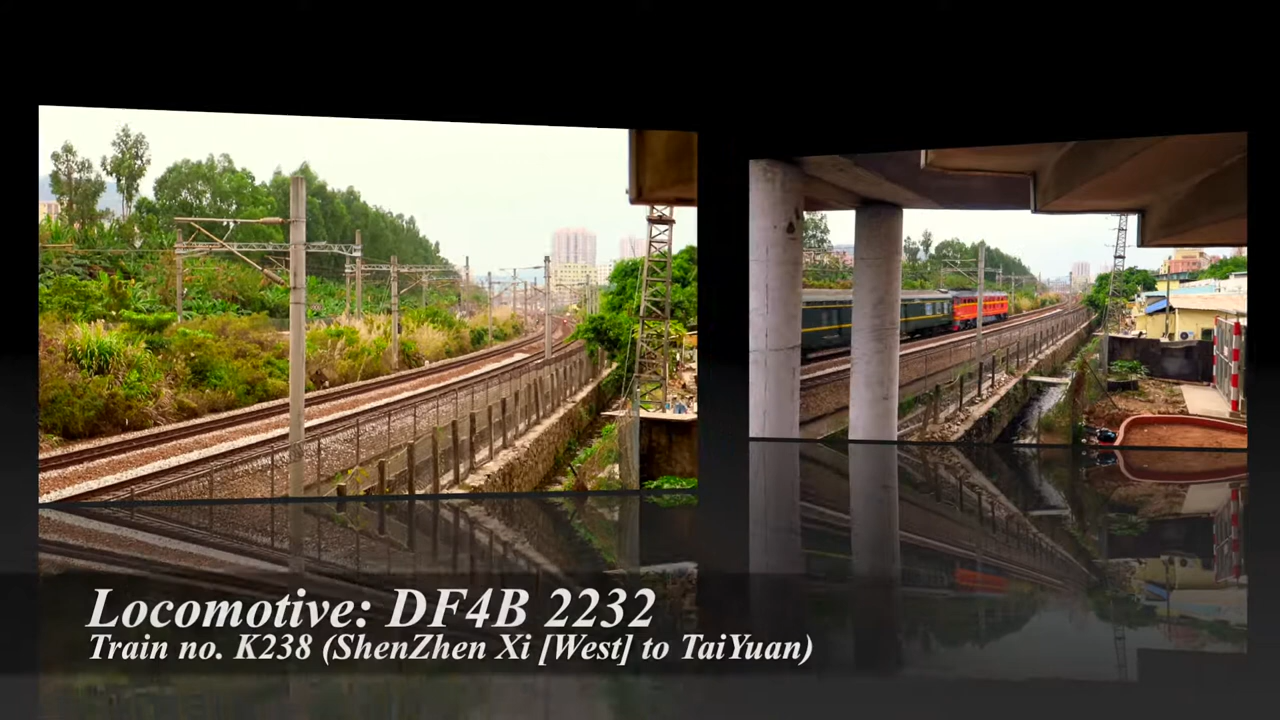 Locomotive: DF4B 2232
Train no. K238 (ShenZhen Xi [West] to TaiYuan)